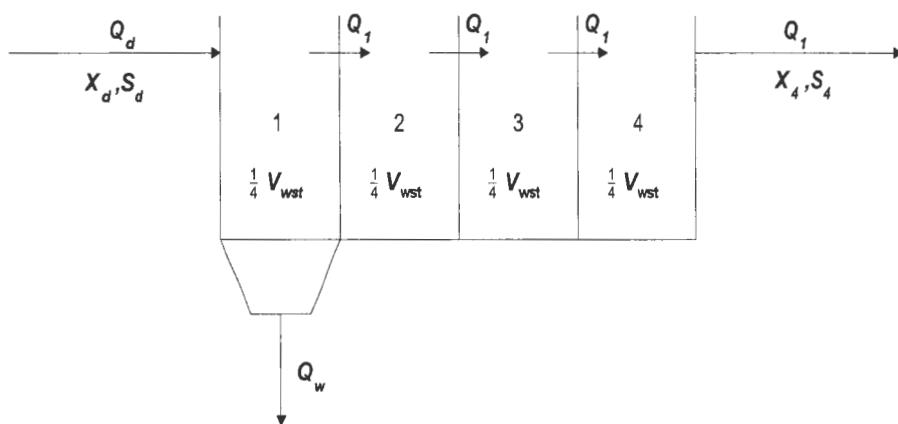 Q_d
Q_1
Q_1
Q_1
Q_1
X_d,S_d
X_4,S_4
1
2
3
4
1/4 V_wst
1/4 V_wst
1/4 V_wst
1/4 V_wst
Q_w